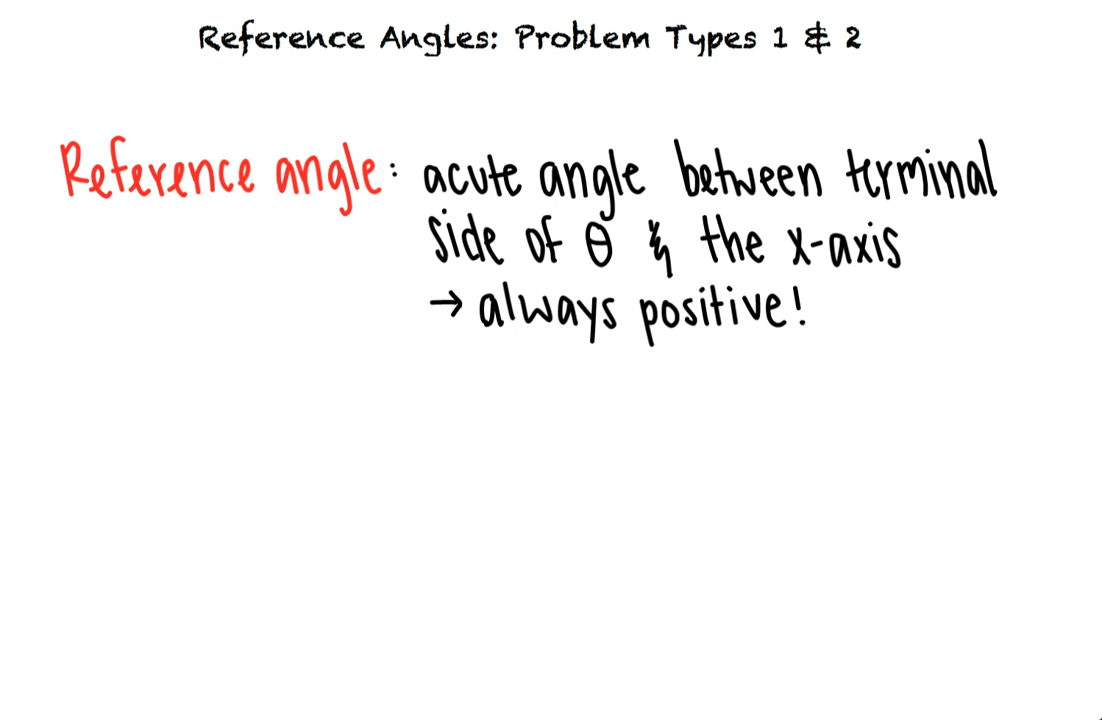 Reference Angles: Problem Types 1 & 2
Reference angle: acute angle between terminal
side of θ & the x-axis
→ always positive!